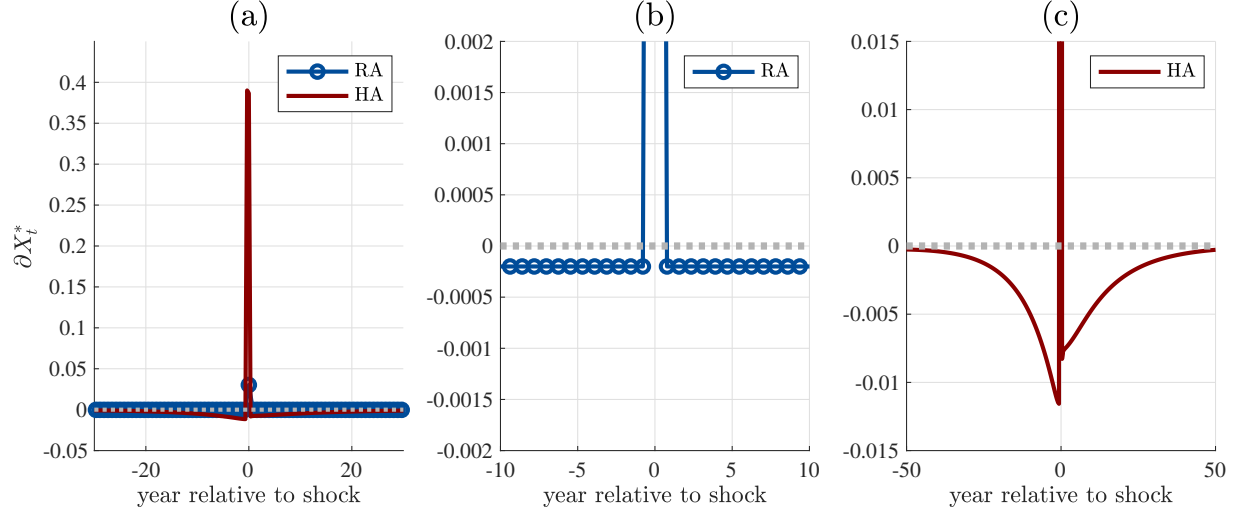 (a)
RA
HA
0.4
0.35
0.3
0.25
0.2
0.15
0.1
0.05
0
-0.05
∂X_t^*
-20 0 20
year relative to shock
(b)
RA
0.002
0.0015
0.001
0.0005
0
-0.0005
-0.001
-0.0015
-0.002
-10 -5 0 5 10
year relative to shock
(c)
HA
0.015
0.01
0.005
0
-0.005
-0.01
-0.015
-50 0 50
year relative to shock